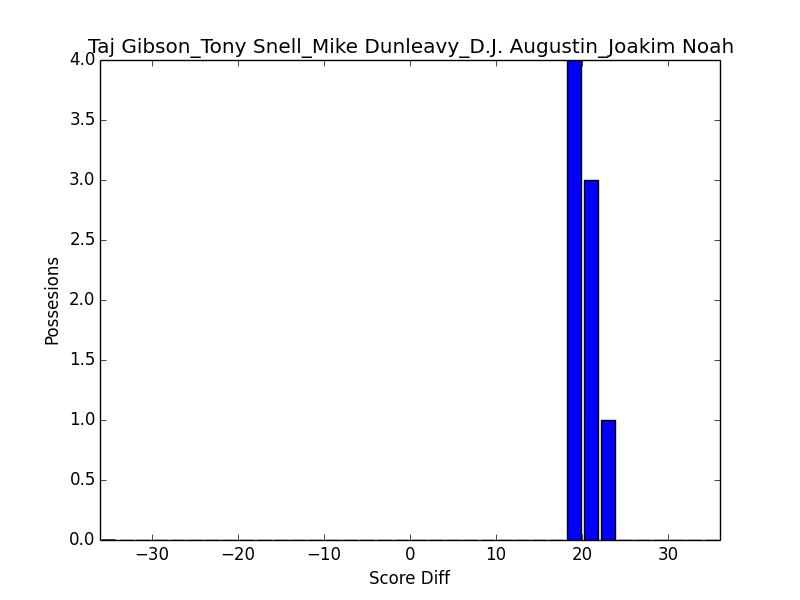 Taj Gibson_Tony Snell_Mike Dunleavy_D.J. Augustin_Joakim Noah
4.0
3.5
3.0
2.5
2.0
1.5
1.0
0.5
0.0
Possesions
−30 −20 −10 0 10 20 30
Score Diff